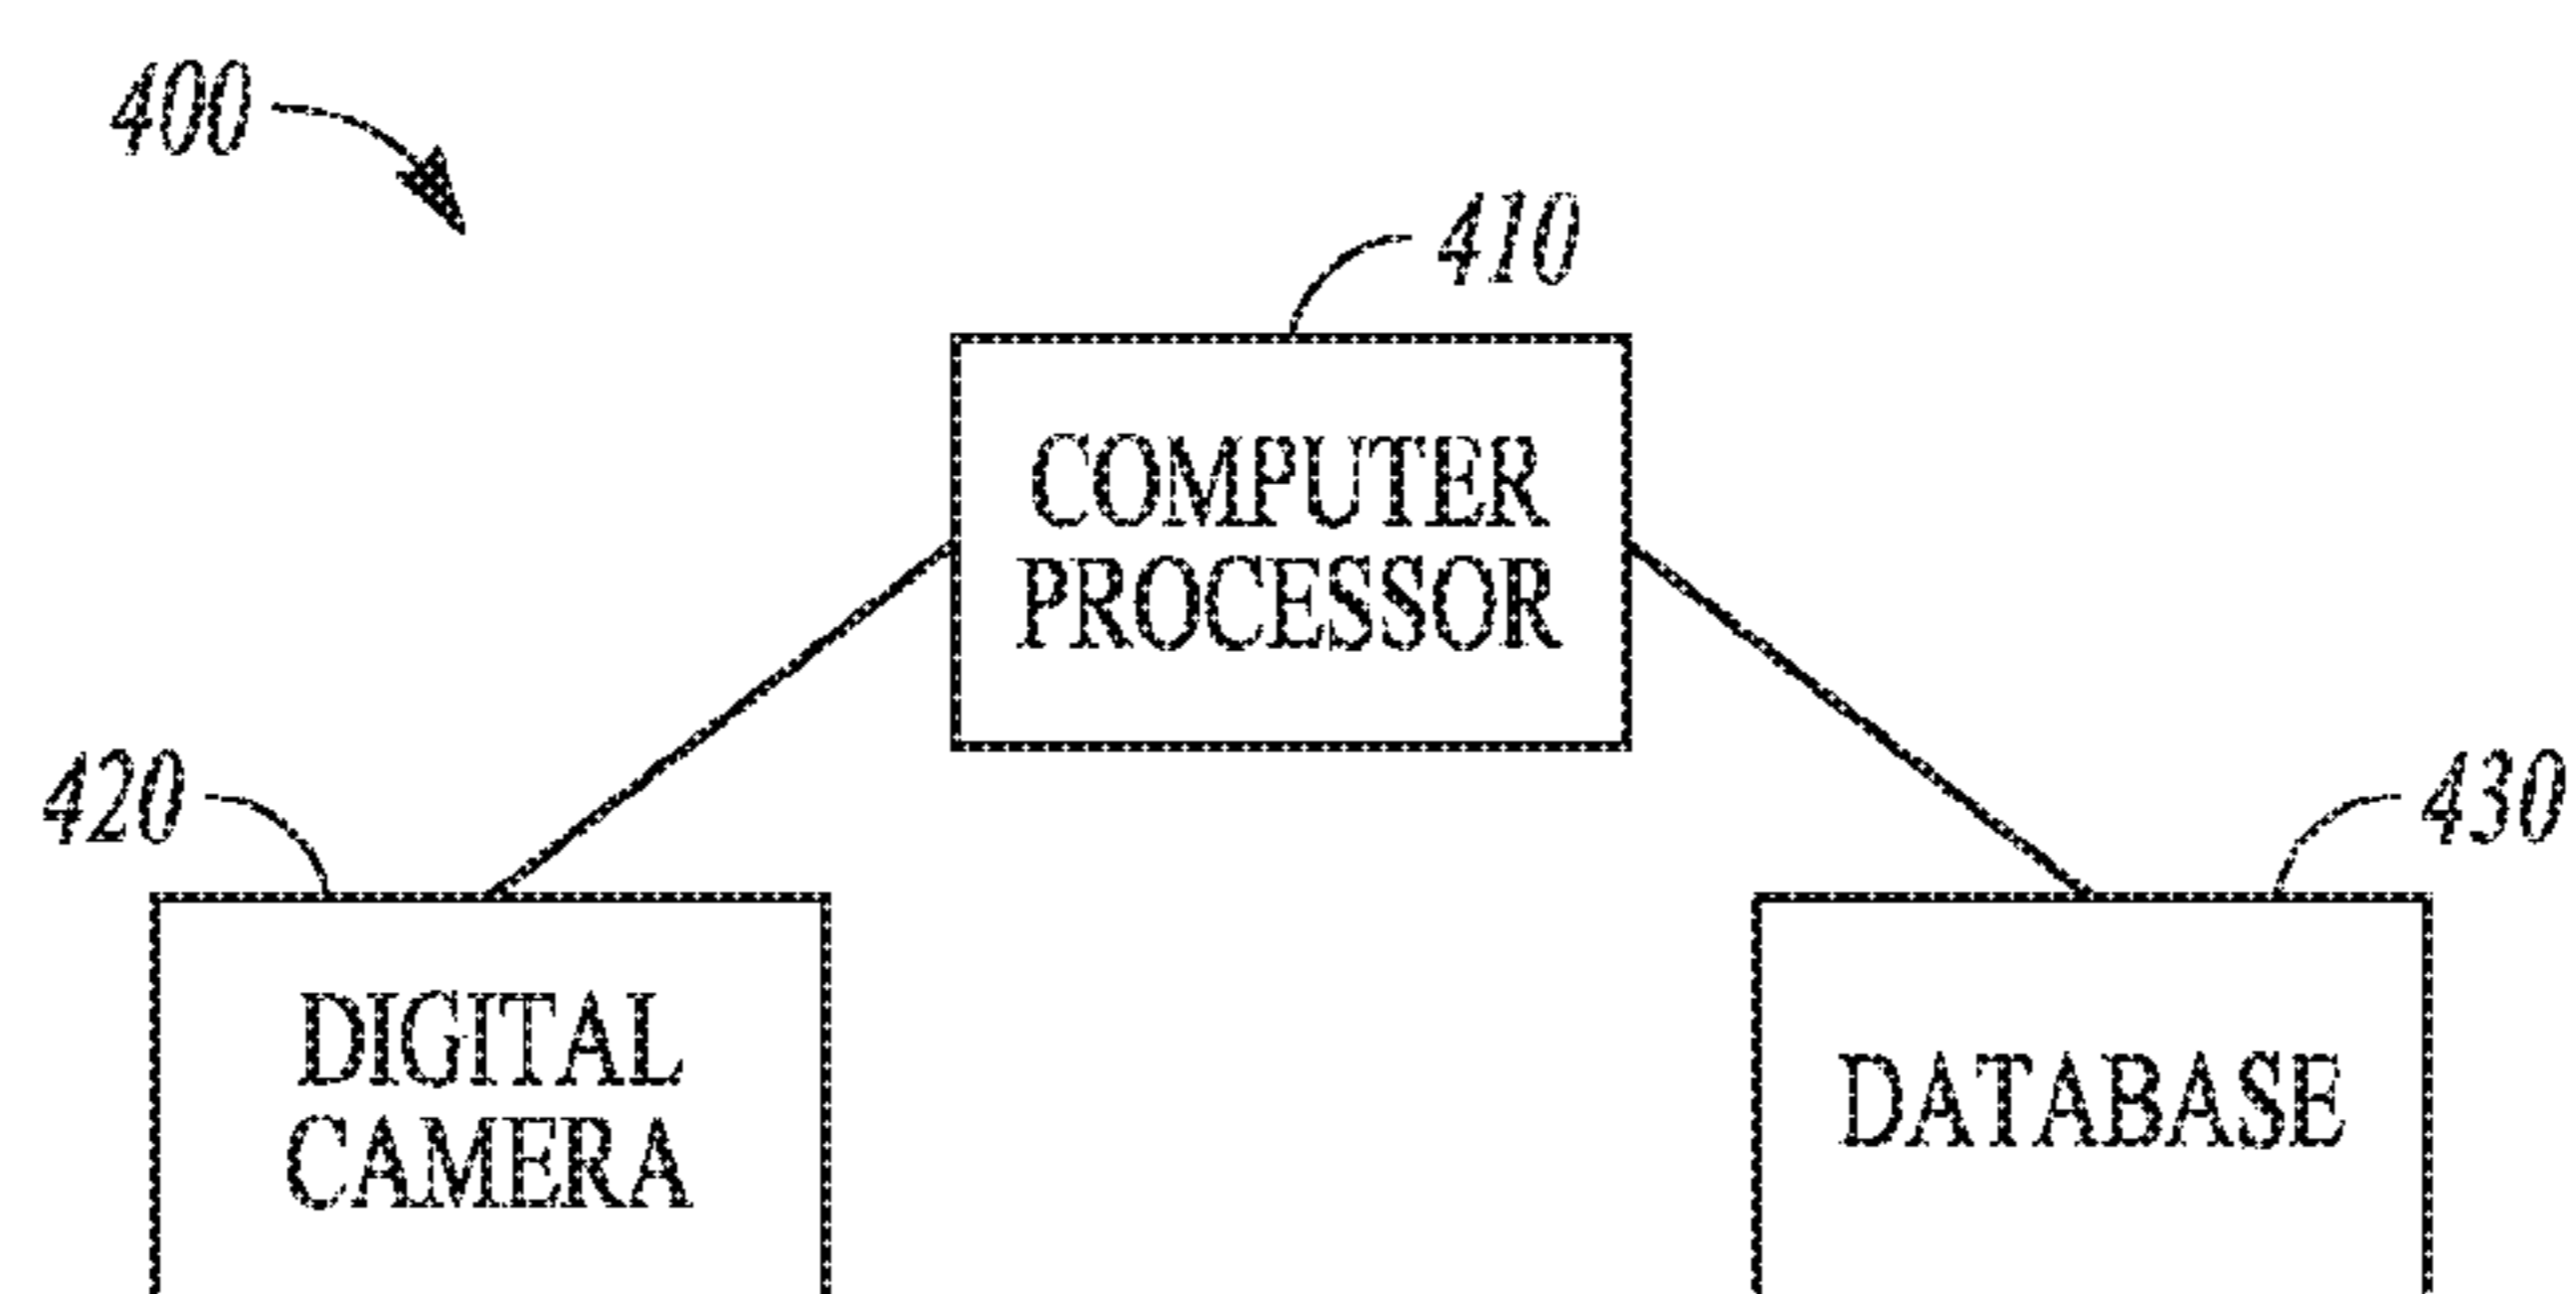 400
410
COMPUTER
PROCESSOR
420
430
DIGITAL
CAMERA
DATABASE